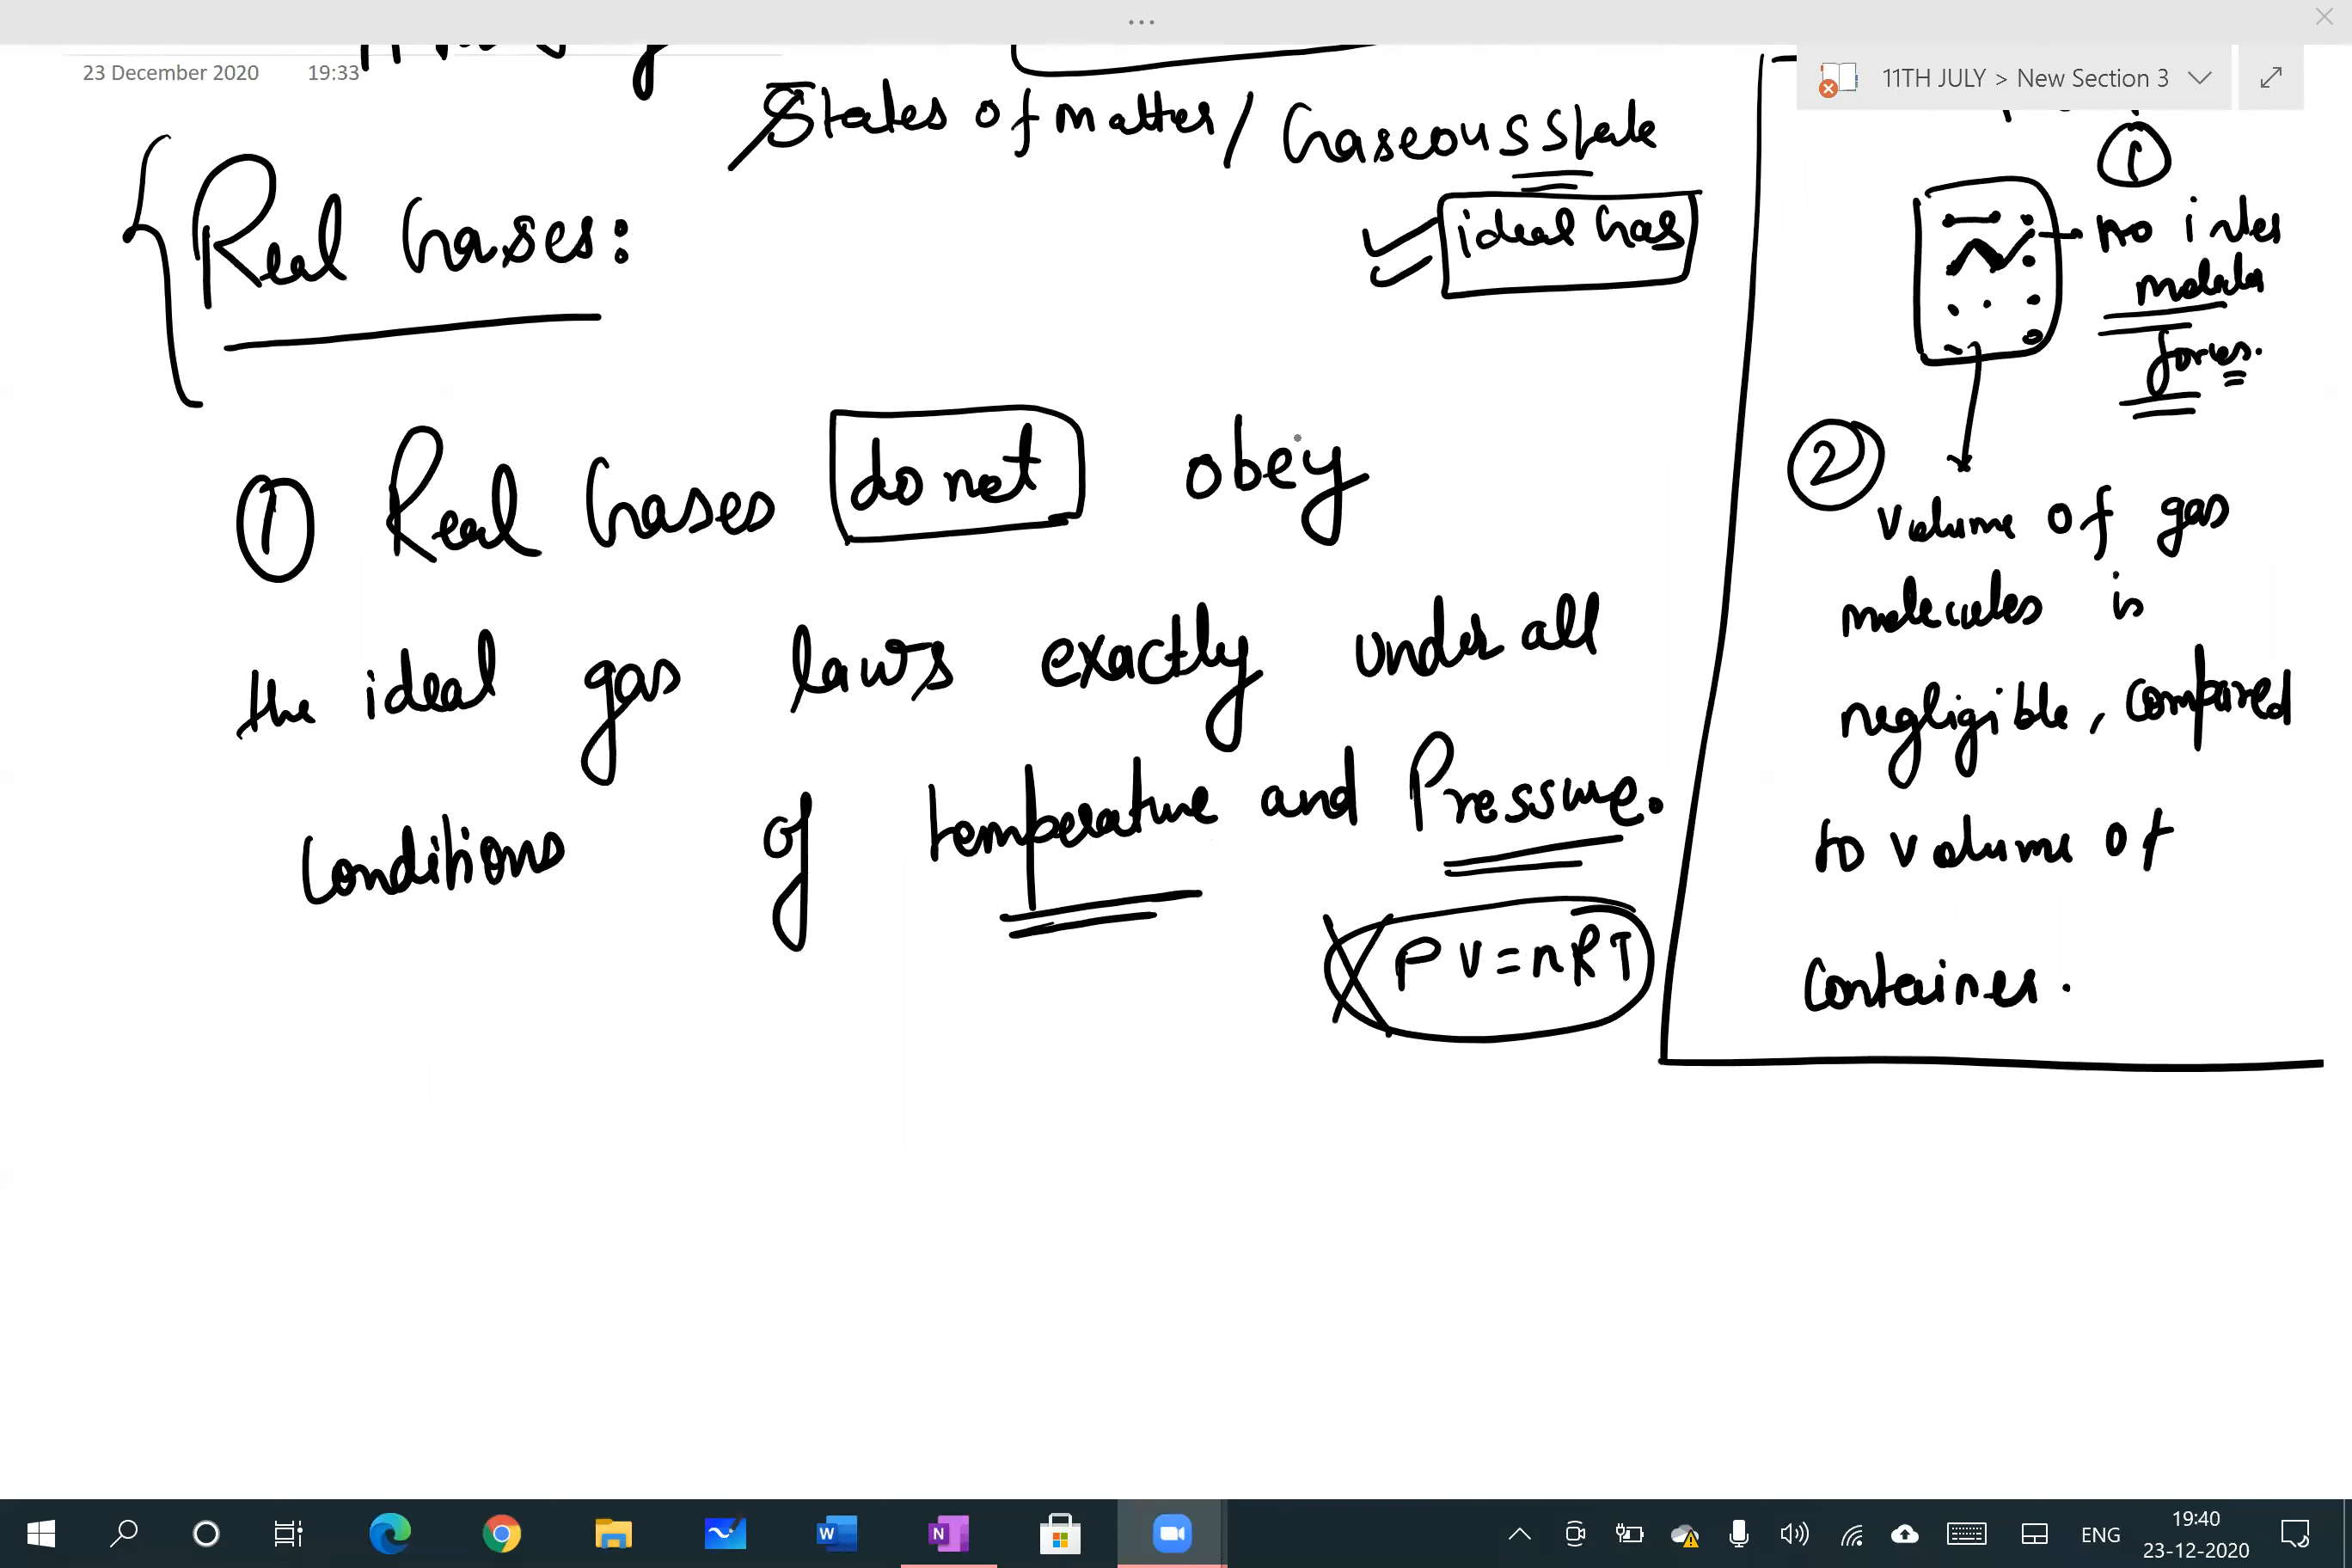 ...
23 December 2020 19:33
11TH JULY > New Section 3
States of matter / Gaseous State
Real Gases:
ideal Gas
① Real Gases do not obey
the ideal gas laws exactly under all
Conditions of temperature and Pressure.
PV=nRT
①
no inter
forces.
②
Volume of gas
molecules is
negligible, compared
to volume of
Container.
ENG
19:40
23-12-2020